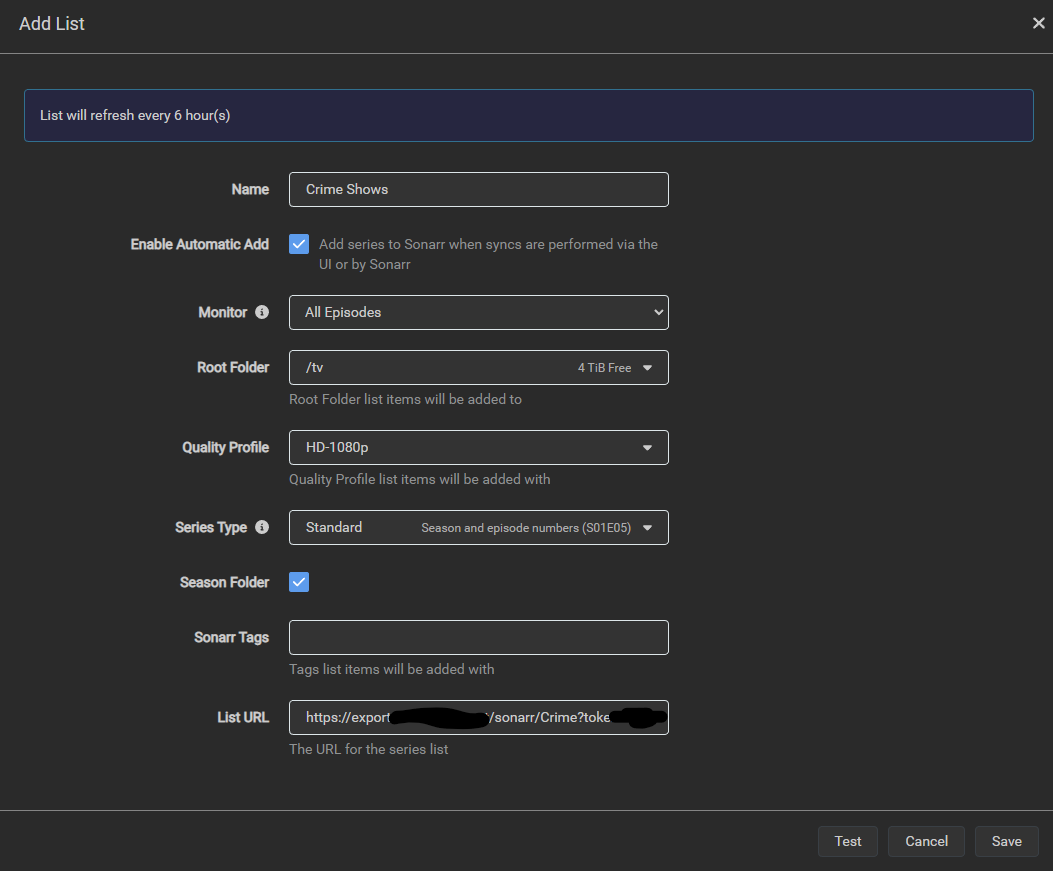 Add List
List will refresh every 6 hour(s)
Name
Crime Shows
Enable Automatic Add
Add series to Sonarr when syncs are performed via the
UI or by Sonarr
Monitor
All Episodes
Root Folder
/tv
4 TiB Free
Root Folder list items will be added to
Quality Profile
HD-1080p
Quality Profile list items will be added with
Series Type
Standard
Season and episode numbers (S01E05)
Season Folder
Sonarr Tags
Tags list items will be added with
List URL
https://export /sonarr/Crime?toke
The URL for the series list
Test
Cancel
Save